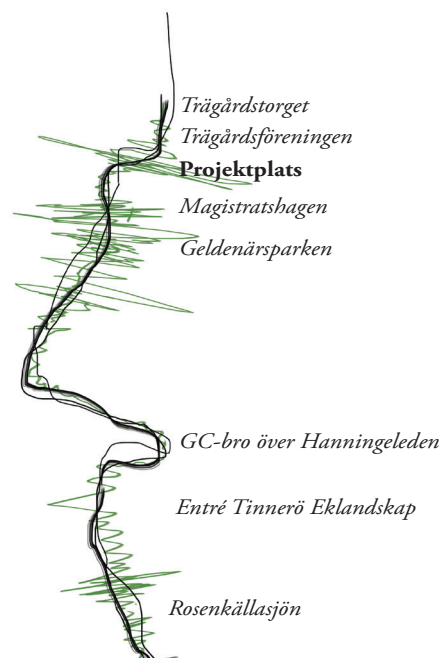 Trägårdstorget
Trägårdsföreningen
Projektplats
Magistratshagen
Geldenärsparken
GC-bro över Hanningeleden
Entré Tinnerö Eklandskap
Rosenkällasjön